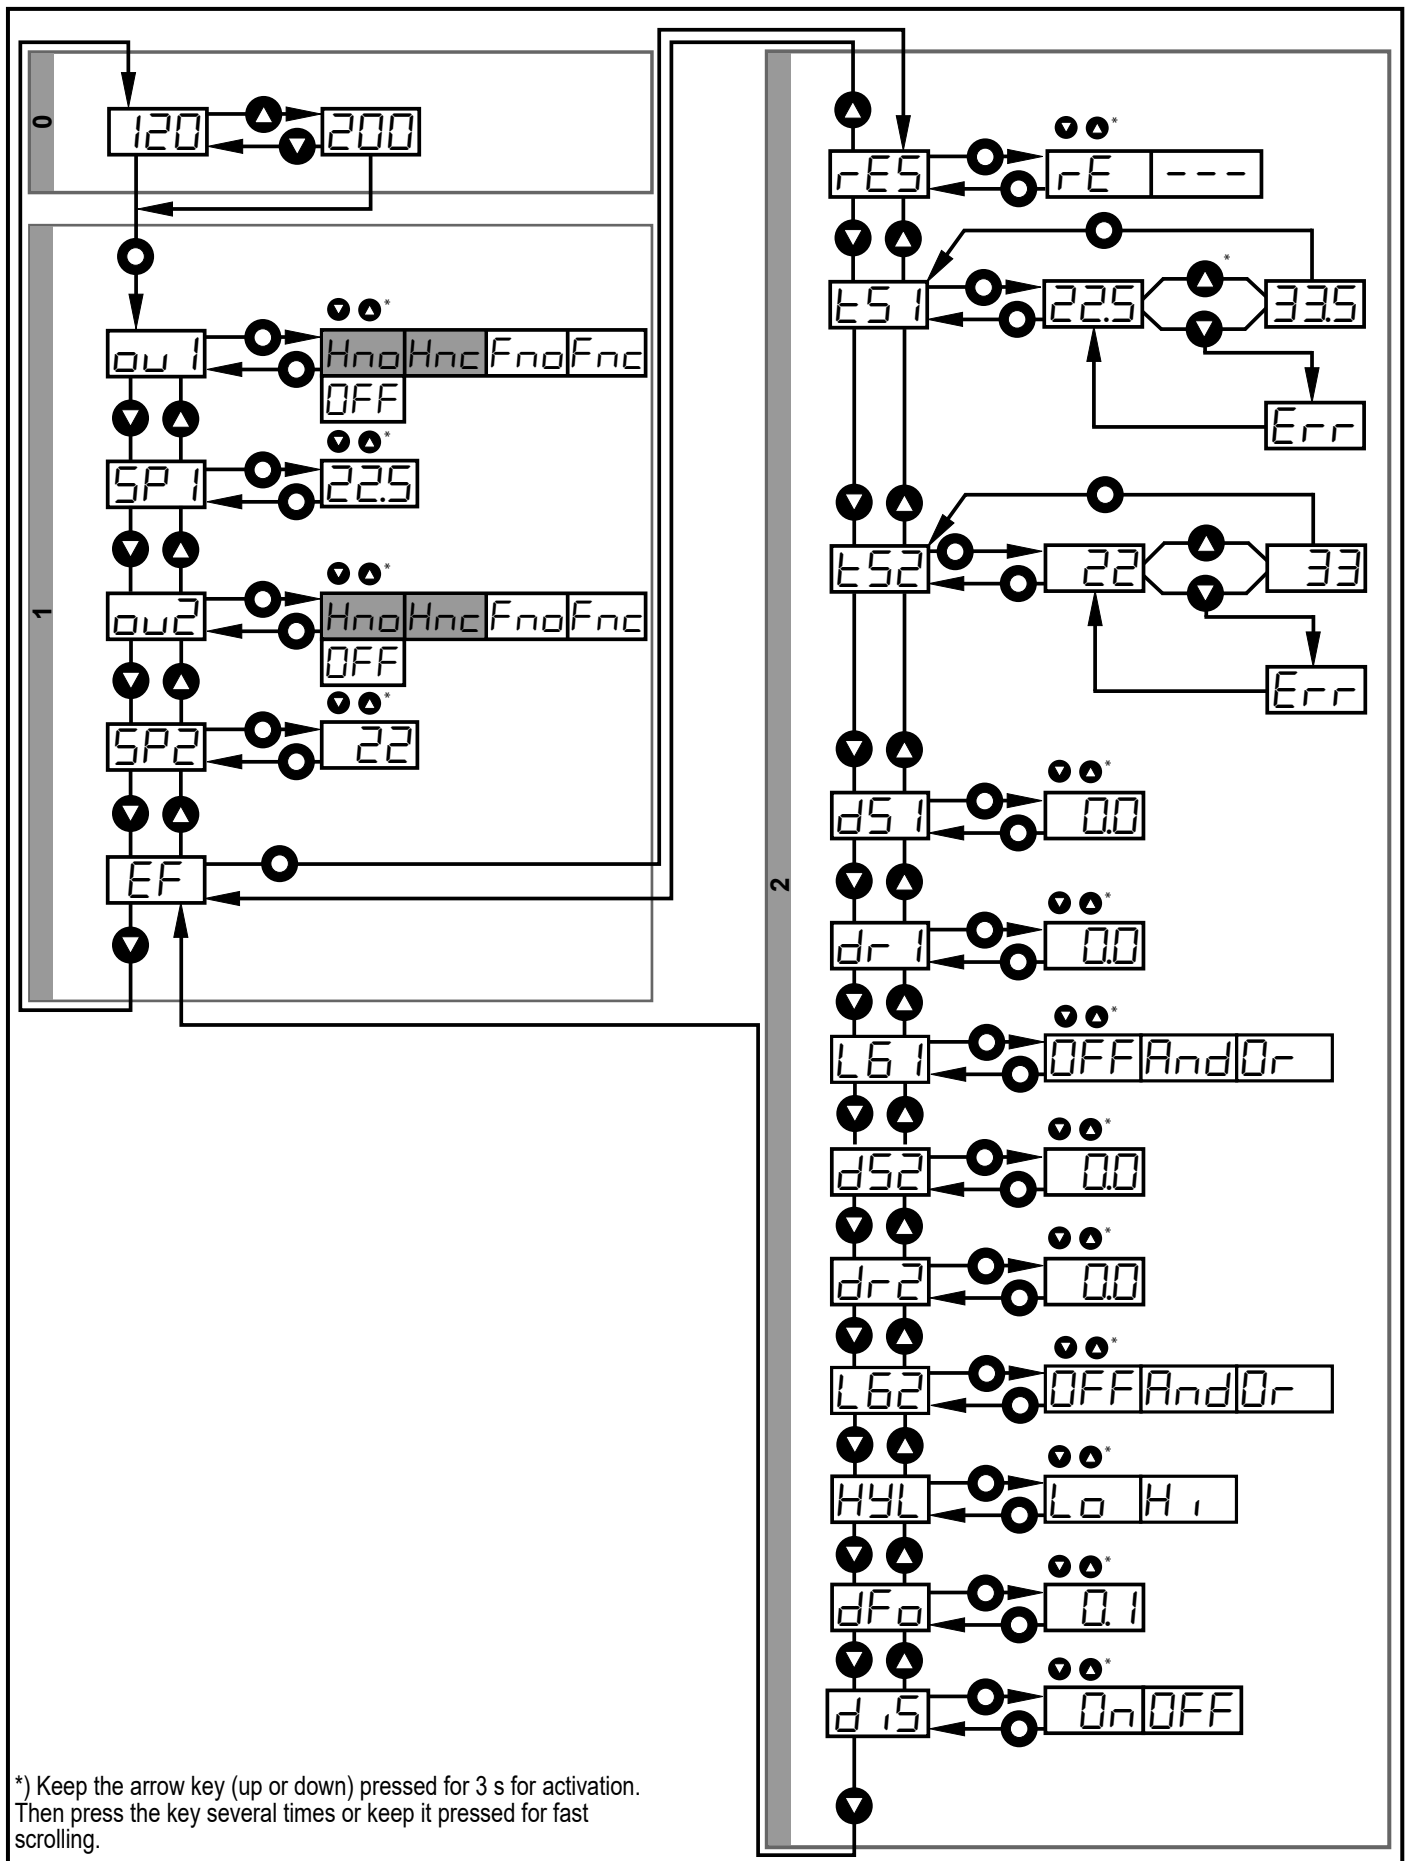 0
120
200
1
ou1
Hno Hnc Fno Fnc
OFF
SP1
22.5
ou2
Hno Hnc Fno Fnc
OFF
SP2
22
EF
2
*
rES
rE ---
*
tS1
22.5
33.5
Err
tS2
22
33
Err
*
dS1
0.0
*
dr1
0.0
*
LG1
OFF And Or
*
dS2
0.0
*
dr2
0.0
*
LG2
OFF And Or
*
HYL
Lo Hi
*
dFo
0.1
*
diS
On OFF
*) Keep the arrow key (up or down) pressed for 3 s for activation.
Then press the key several times or keep it pressed for fast
scrolling.